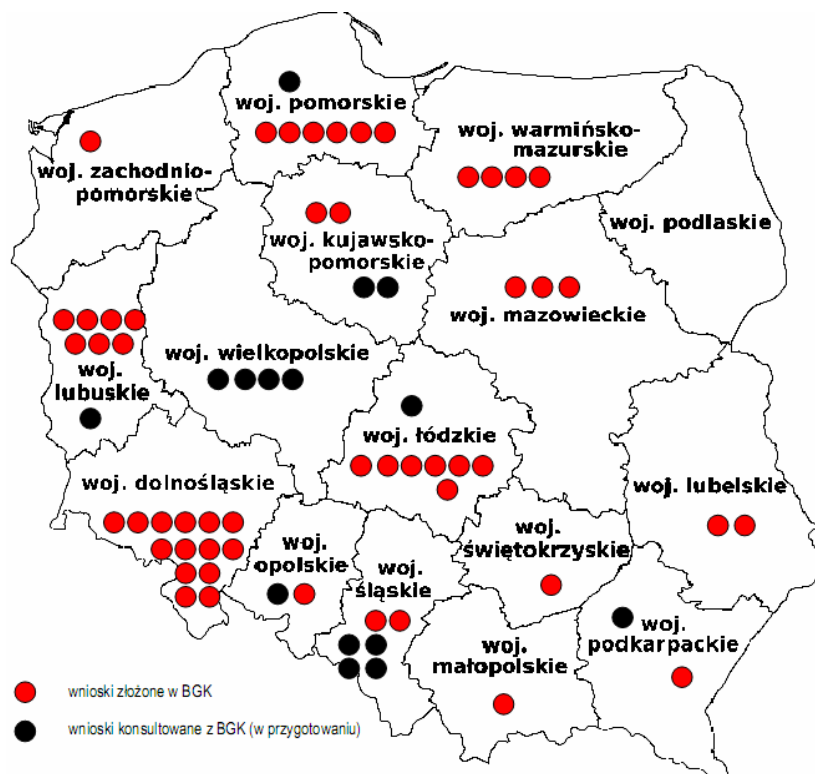 woj. pomorskie
woj. warmińsko-
mazurskie
woj. zachodnio-
pomorskie
woj. podlaskie
woj. kujawsko-
pomorskie
woj. mazowieckie
woj. wielkopolskie
woj.
lubuskie
woj. łódzkie
woj. dolnośląskie
woj. lubelskie
woj.
opolskie
woj.
śląskie
woj.
świętokrzyskie
woj.
podkarpackie
woj.
małopolskie
wnioski złożone w BGK
wnioski konsultowane z BGK (w przygotowaniu)